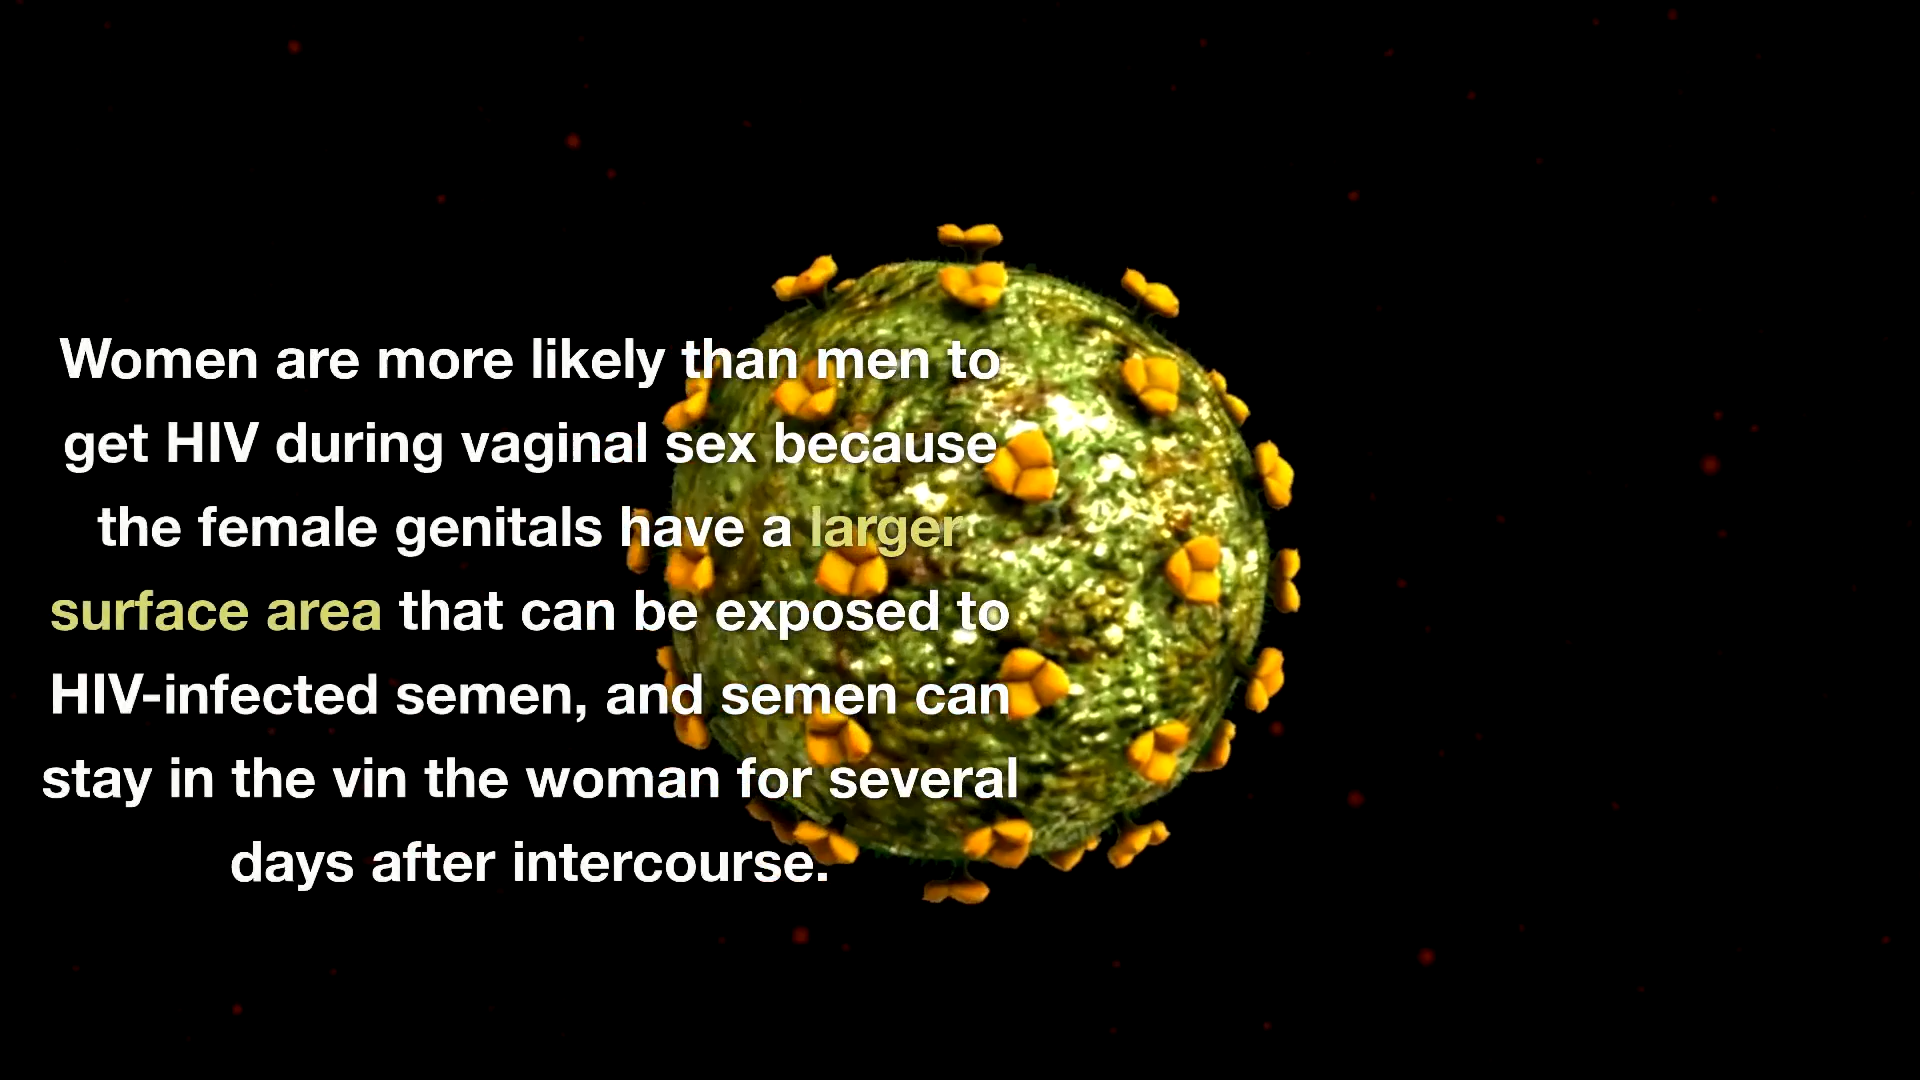 Women are more likely than men to
get HIV during vaginal sex because
the female genitals have a larger
surface area that can be exposed to
HIV-infected semen, and semen can
stay in the vin the woman for several
days after intercourse.